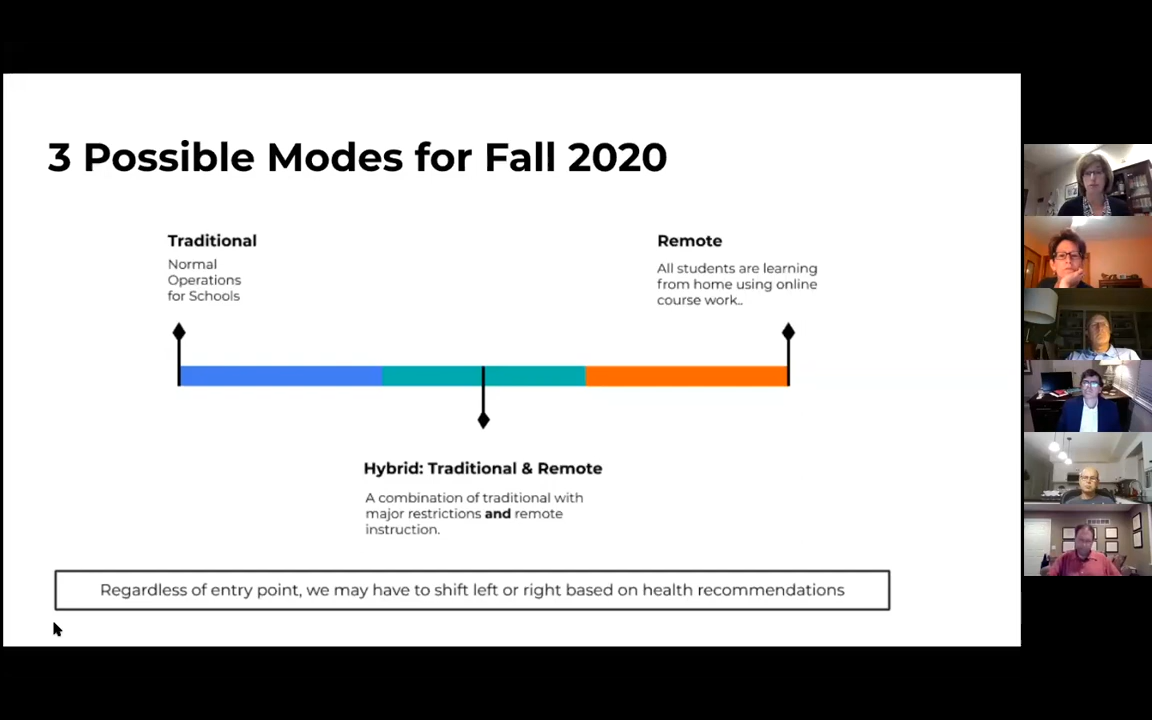 3 Possible Modes for Fall 2020
Traditional
Normal
Operations
for Schools
Remote
All students are learning
from home using online
course work..
Hybrid: Traditional & Remote
A combination of traditional with
major restrictions and remote
instruction.
Regardless of entry point, we may have to shift left or right based on health recommendations